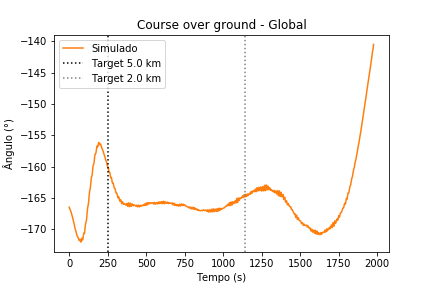 Course over ground - Global
Simulado
Target 5.0 km
Target 2.0 km
Ângulo (°)
−140
−145
−150
−155
−160
−165
−170
0
250
500
750
1000
1250
1500
1750
2000
Tempo (s)